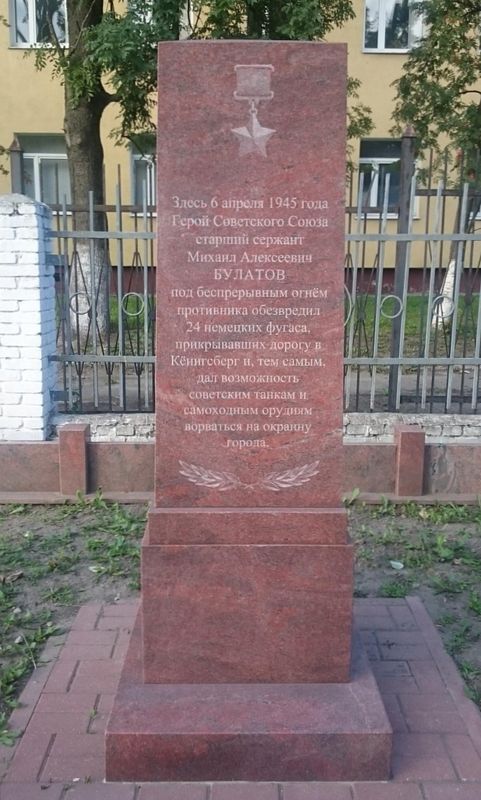 Здесь 6 апреля 1945 года
Герой Советского Союза
старший сержант
Михаил Алексеевич
БУЛАТОВ
под беспрерывным огнём
противника обезвредил
24 немецких фугаса,
прикрывавших дорогу в
Кёнигсберг и, тем самым,
дал возможность
советским танкам и
самоходным орудиям
ворваться на окраину
города.